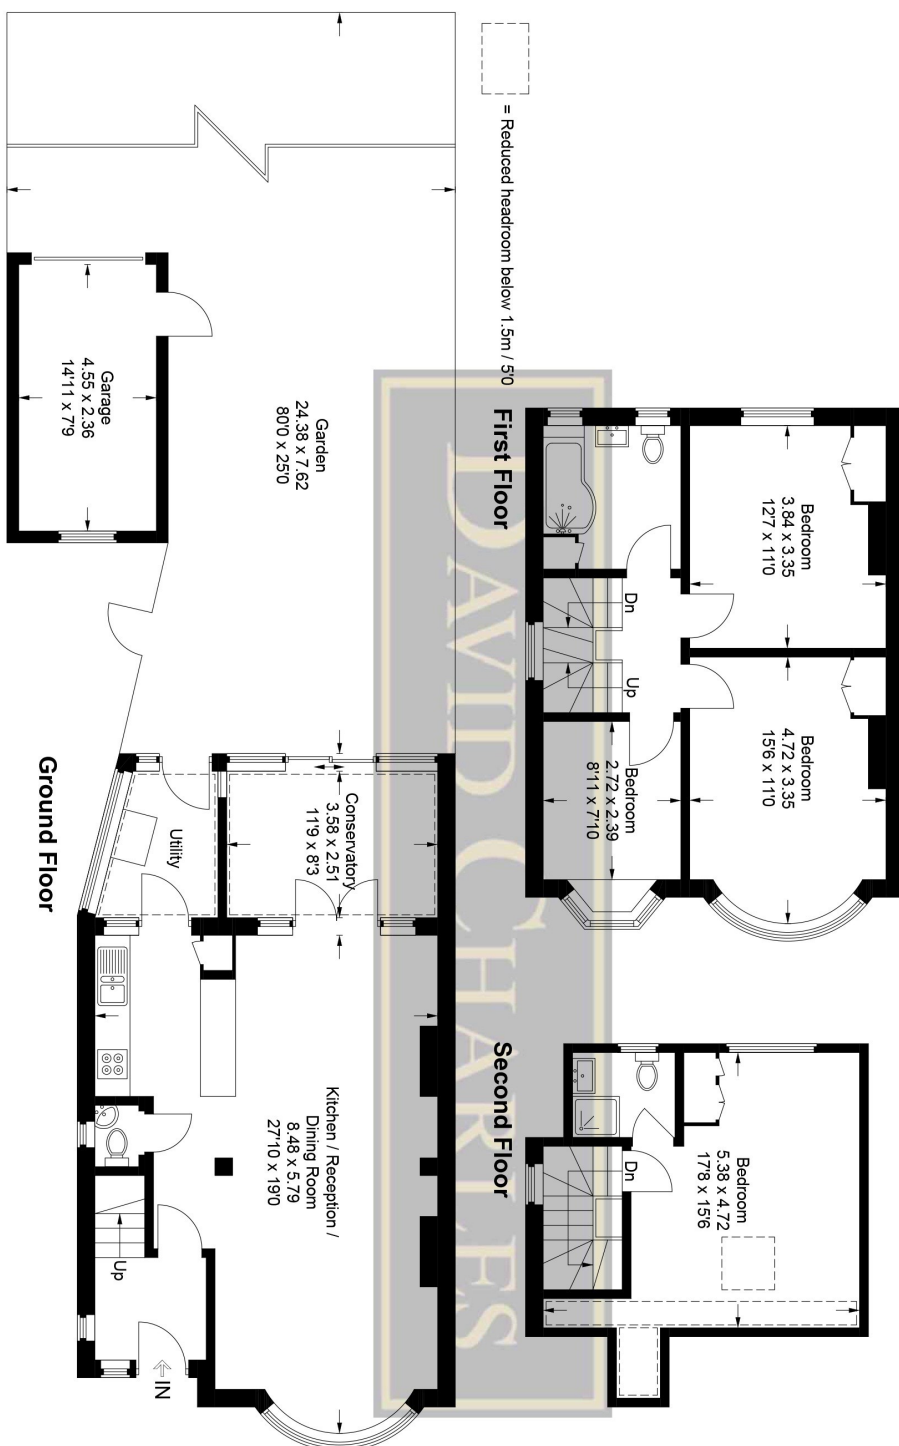 = Reduced headroom below 1.5m / 5'0
First Floor
Bedroom
3.84 x 3.35
12'7 x 11'0
Bedroom
4.72 x 3.35
15'6 x 11'0
Dn
Up
Bedroom
2.72 x 2.39
8'11 x 7'10
Second Floor
Bedroom
5.38 x 4.72
17'8 x 15'6
Dn
DAVID CHARLES
Garden
24.38 x 7.62
80'0 x 25'0
Garage
4.55 x 2.36
14'11 x 7'9
Ground Floor
Conservatory
3.58 x 2.51
11'9 x 8'3
Utility
Kitchen / Reception /
Dining Room
8.48 x 5.79
27'10 x 19'0
Up
IN